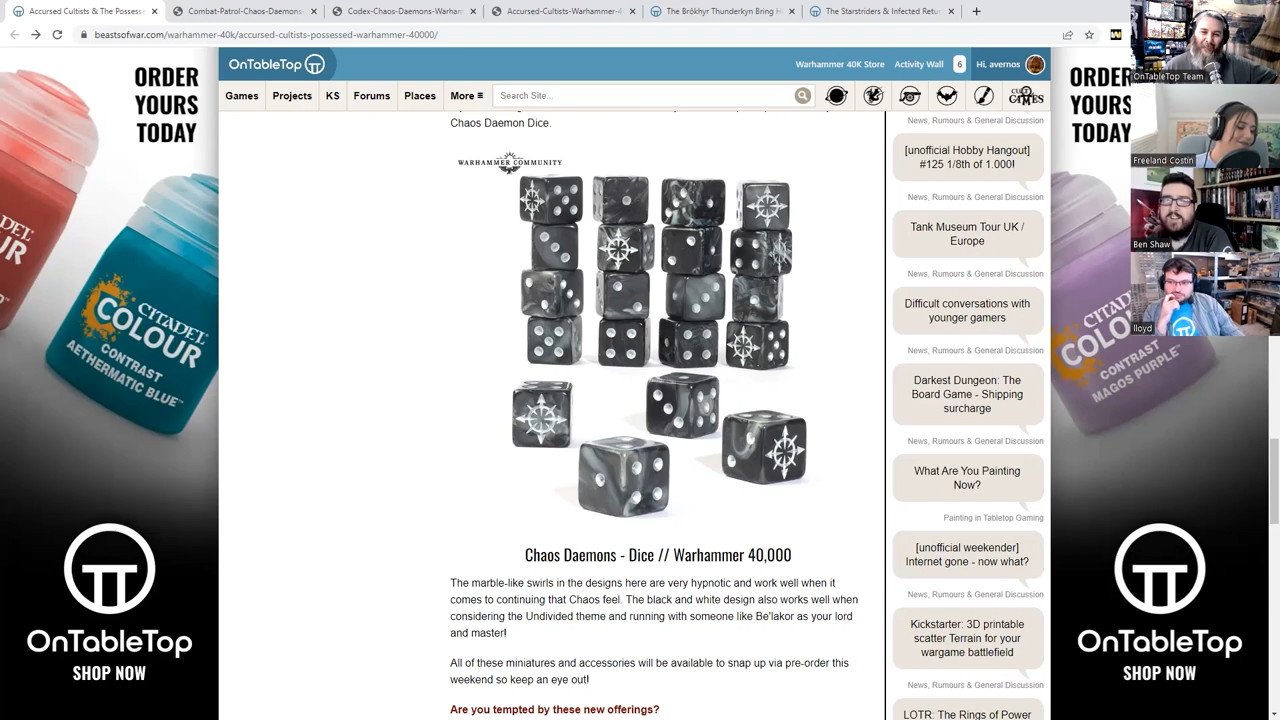 Accursed Cultists & The Possesse
Combat-Patrol-Chaos-Daemons-
Codex-Chaos-Daemons-Warham
Accursed-Cultists-Warhammer-4
The Brôkhyr Thunderkyn Bring H
The Starstriders & Infected Retur
beastsofwar.com/warhammer-40k/accursed-cultists-possessed-warhammer-40000/
OnTableTop
Warhammer 40K Store
Activity Wall
6
Hi, avernos
Games
Projects
KS
Forums
Places
More
Search Site...
GAMES
Chaos Daemon Dice.
WARHAMMER COMMUNITY
Chaos Daemons - Dice // Warhammer 40,000
The marble-like swirls in the designs here are very hypnotic and work well when it
comes to continuing that Chaos feel. The black and white design also works well when
considering the Undivided theme and running with someone like Be'lakor as your lord
and master!
All of these miniatures and accessories will be available to snap up via pre-order this
weekend so keep an eye out!
Are you tempted by these new offerings?
News, Rumours & General Discussion
[unofficial Hobby Hangout]
#125 1/8th of 1.000!
News, Rumours & General Discussion
Tank Museum Tour UK /
Europe
News, Rumours & General Discussion
Difficult conversations with
younger gamers
News, Rumours & General Discussion
Darkest Dungeon: The
Board Game - Shipping
surcharge
News, Rumours & General Discussion
What Are You Painting
Now?
Painting in Tabletop Gaming
[unofficial weekender]
Internet gone - now what?
News, Rumours & General Discussion
Kickstarter: 3D printable
scatter Terrain for your
wargame battlefield
News, Rumours & General Discussion
LOTR: The Rings of Power
ORDER
YOURS
TODAY
CITADEL
COLOUR
CONTRAST
AETHERMATIC BLUE
OnTableTop
SHOP NOW
ORDER
YOURS
TODAY
CITADEL
COLOUR
CONTRAST
MAGOS PURPLE
OnTableTop
SHOP NOW
OnTableTop Team
Freeland Costin
Ben Shaw
lloyd